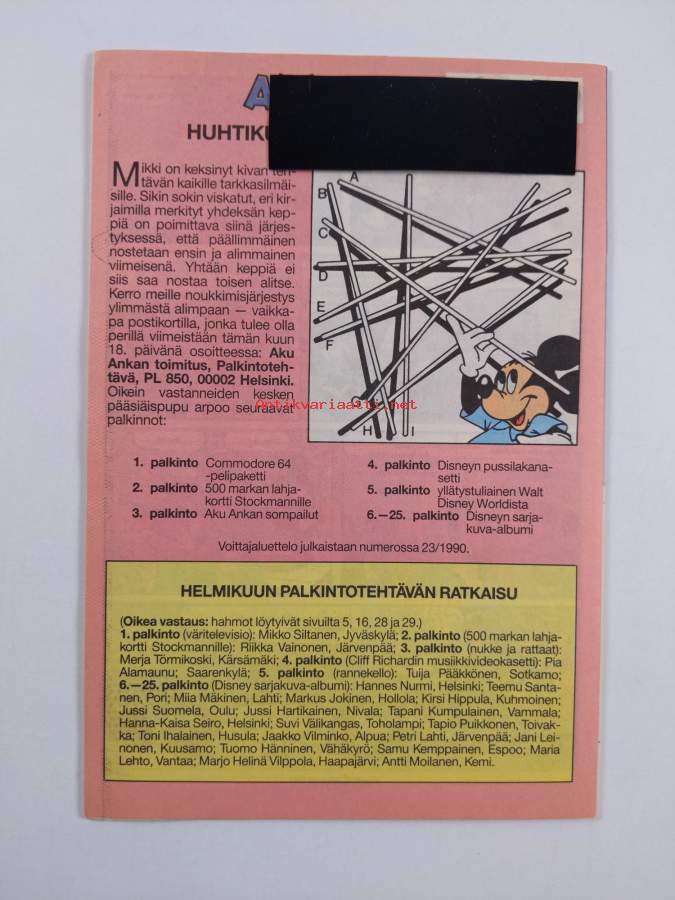 HUHTIKU
Mikki on keksinyt kivan teh-
tävän kaikille tarkkasilmäi-
sille. Sikin sokin viskatut, eri kir-
jaimilla merkityt yhdeksän kep-
piä on poimittava siinä järjes-
tyksessä, että päällimmäinen
nostetaan ensin ja alimmainen
viimeisenä. Yhtään keppiä ei
siis saa nostaa toisen alitse.
Kerro meille noukkimisjärjestys
ylimmästä alimpaan — vaikka-
pa postikortilla, jonka tulee olla
perillä viimeistään tämän kuun
18. päivänä osoitteessa: Aku
Ankan toimitus, Palkintoteh-
tävä, PL 850, 00002 Helsinki.
Oikein vastanneiden kesken
pääsiäispupu arpoo seuraavat
palkinnot:
A
B
C
D
E
F
G
H
I
Antikvariaatti.net
1. palkinto Commodore 64
-pelipaketti
2. palkinto 500 markan lahja-
kortti Stockmannille
3. palkinto Aku Ankan sompailut
4. palkinto Disneyn pussilakana-
setti
5. palkinto yllätystuliainen Walt
Disney Worldista
6.—25. palkinto Disneyn sarja-
kuva-albumi
Voittajaluettelo julkaistaan numerossa 23/1990.
HELMIKUUN PALKINTOTEHTÄVÄN RATKAISU
(Oikea vastaus: hahmot löytyivät sivuilta 5, 16, 28 ja 29.)
1. palkinto (väritelevisio): Mikko Siltanen, Jyväskylä; 2. palkinto (500 markan lahja-
kortti Stockmannille): Riikka Vainonen, Järvenpää; 3. palkinto (nukke ja rattaat):
Merja Törmikoski, Kärsämäki; 4. palkinto (Cliff Richardin musiikkivideokasetti): Pia
Alamaunu; Saarenkylä; 5. palkinto (rannekello): Tuija Pääkkönen, Sotkamo;
6.—25. palkinto (Disney sarjakuva-albumi): Hannes Nurmi, Helsinki; Teemu Santa-
nen, Pori; Miia Mäkinen, Lahti; Markus Jokinen, Hollola; Kirsi Hippula, Kuhmoinen;
Jussi Suomela, Oulu; Jussi Hartikainen, Nivala; Tapani Kumpulainen, Vammala;
Hanna-Kaisa Seiro, Helsinki; Suvi Välikangas, Toholampi; Tapio Puikkonen, Toivak-
ka; Toni Ihalainen, Husula; Jaakko Vilminko, Alpua; Petri Lahti, Järvenpää; Jani Lei-
nonen, Kuusamo; Tuomo Hänninen, Vähäkyrö; Samu Kemppainen, Espoo; Maria
Lehto, Vantaa; Marjo Helinä Vilppola, Haapajärvi; Antti Moilanen, Kemi.